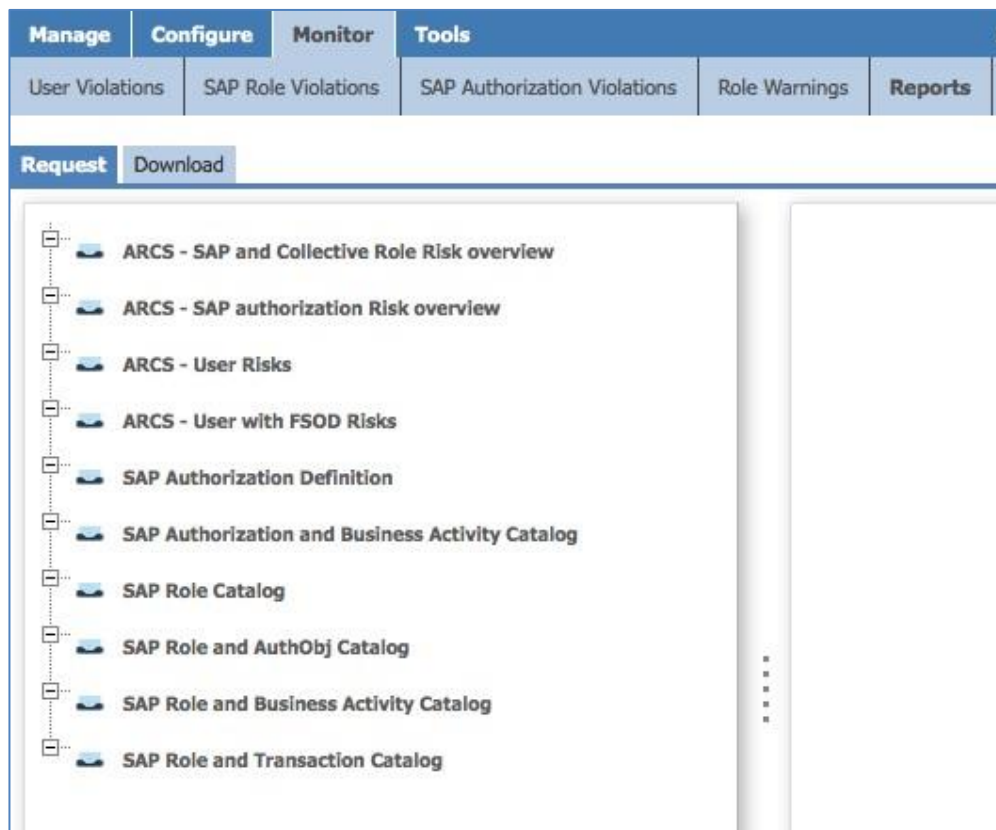 Manage Configure Monitor Tools
User Violations SAP Role Violations SAP Authorization Violations Role Warnings Reports
Request Download
ARCS - SAP and Collective Role Risk overview
ARCS - SAP authorization Risk overview
ARCS - User Risks
ARCS - User with FSOD Risks
SAP Authorization Definition
SAP Authorization and Business Activity Catalog
SAP Role Catalog
SAP Role and AuthObj Catalog
SAP Role and Business Activity Catalog
SAP Role and Transaction Catalog